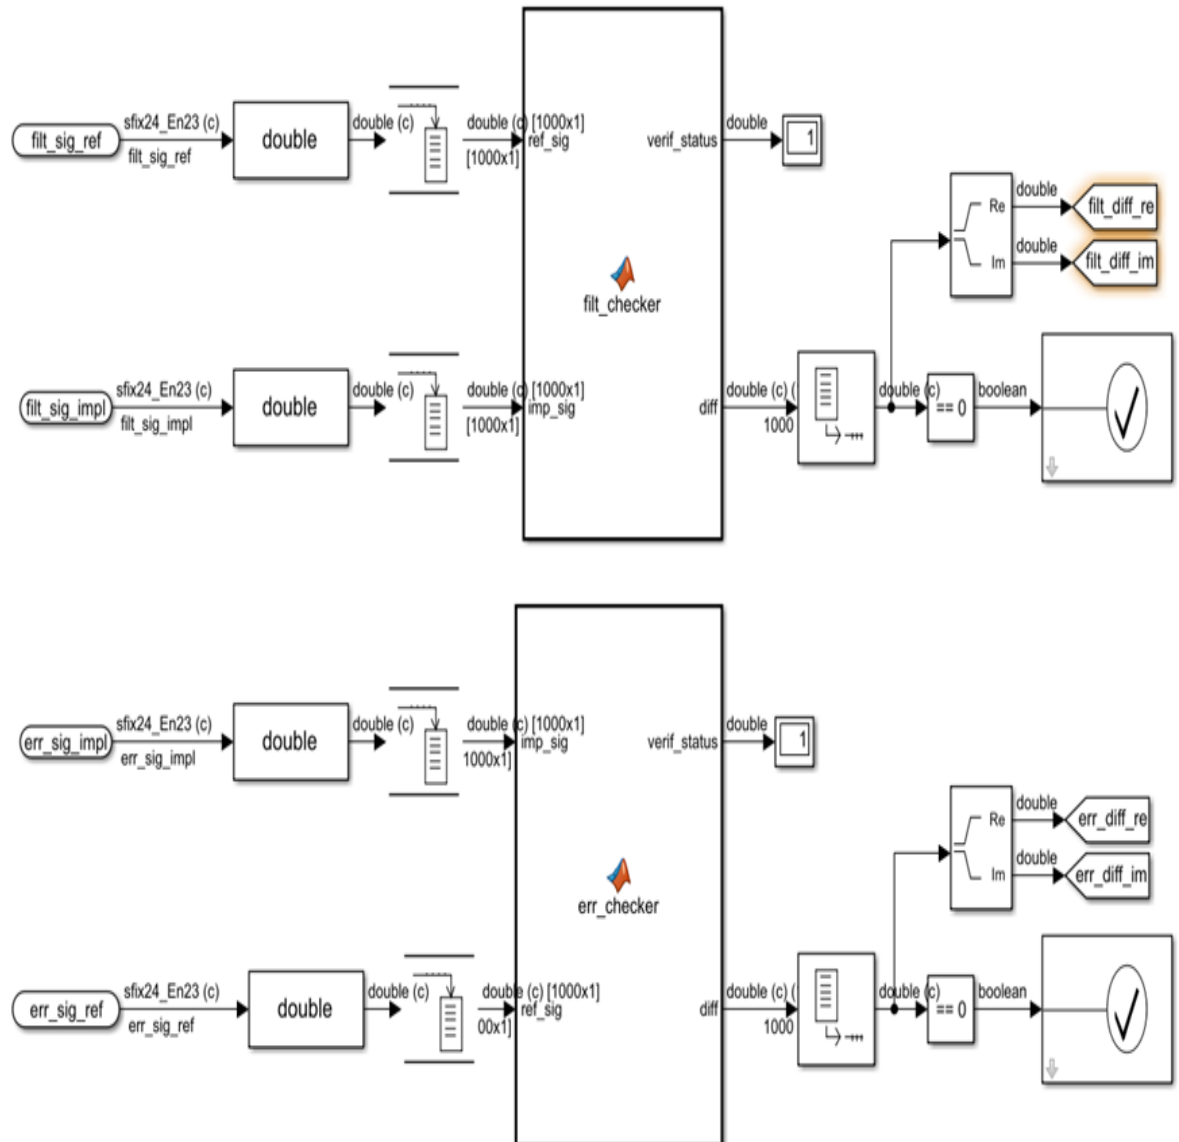 sfix24_En23 (c)
filt_sig_ref
filt_sig_ref
double
double (c)
double (c) [1000x1]
[1000x1]
ref_sig
verif_status
double
1
double
Re
filt_diff_re
double
Im
filt_diff_im
filt_checker
sfix24_En23 (c)
filt_sig_impl
filt_sig_impl
double
double (c)
double (c) [1000x1]
[1000x1]
imp_sig
diff
double (c) (
1000
double (c)
== 0
boolean
sfix24_En23 (c)
err_sig_impl
err_sig_impl
double
double (c)
double (c) [1000x1]
1000x1]
imp_sig
verif_status
double
1
double
Re
err_diff_re
double
Im
err_diff_im
err_checker
sfix24_En23 (c)
err_sig_ref
err_sig_ref
double
double (c)
double (c) [1000x1]
00x1]
ref_sig
diff
double (c) (
1000
double (c)
== 0
boolean